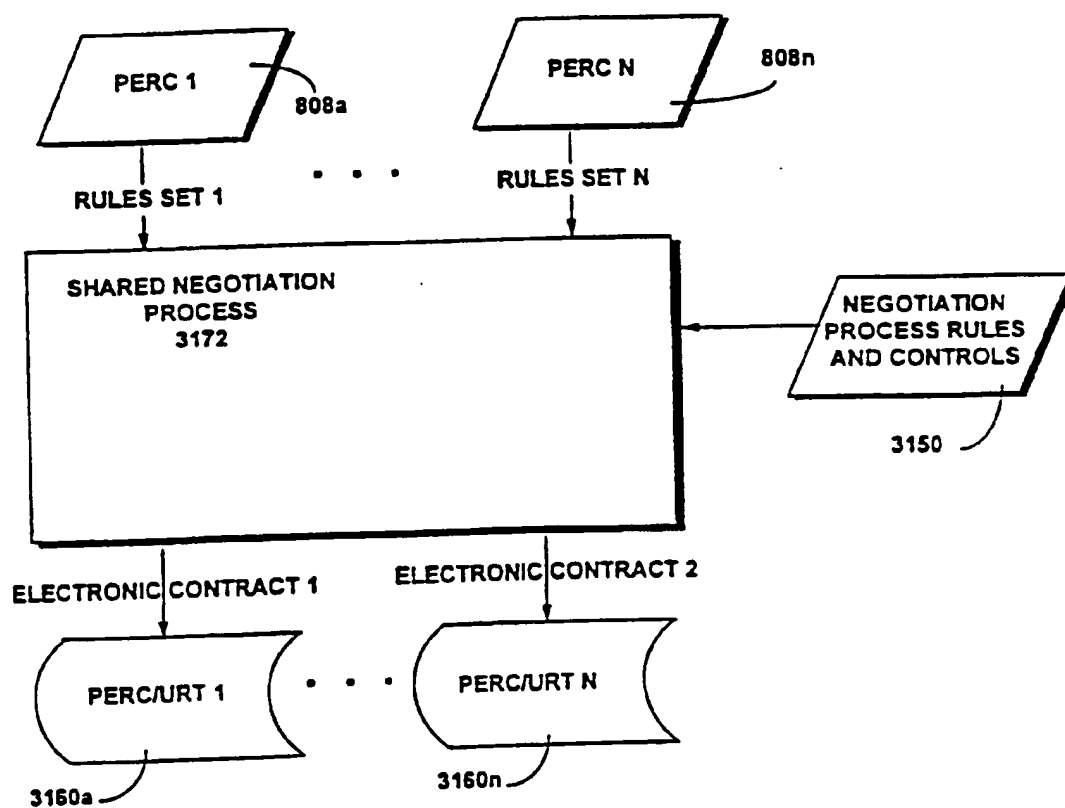 PERC 1
808a
PERC N
808n
RULES SET 1
RULES SET N
SHARED NEGOTIATION
PROCESS
3172
NEGOTIATION
PROCESS RULES
AND CONTROLS
3150
ELECTRONIC CONTRACT 1
ELECTRONIC CONTRACT 2
PERC/URT 1
PERC/URT N
3160a
3160n